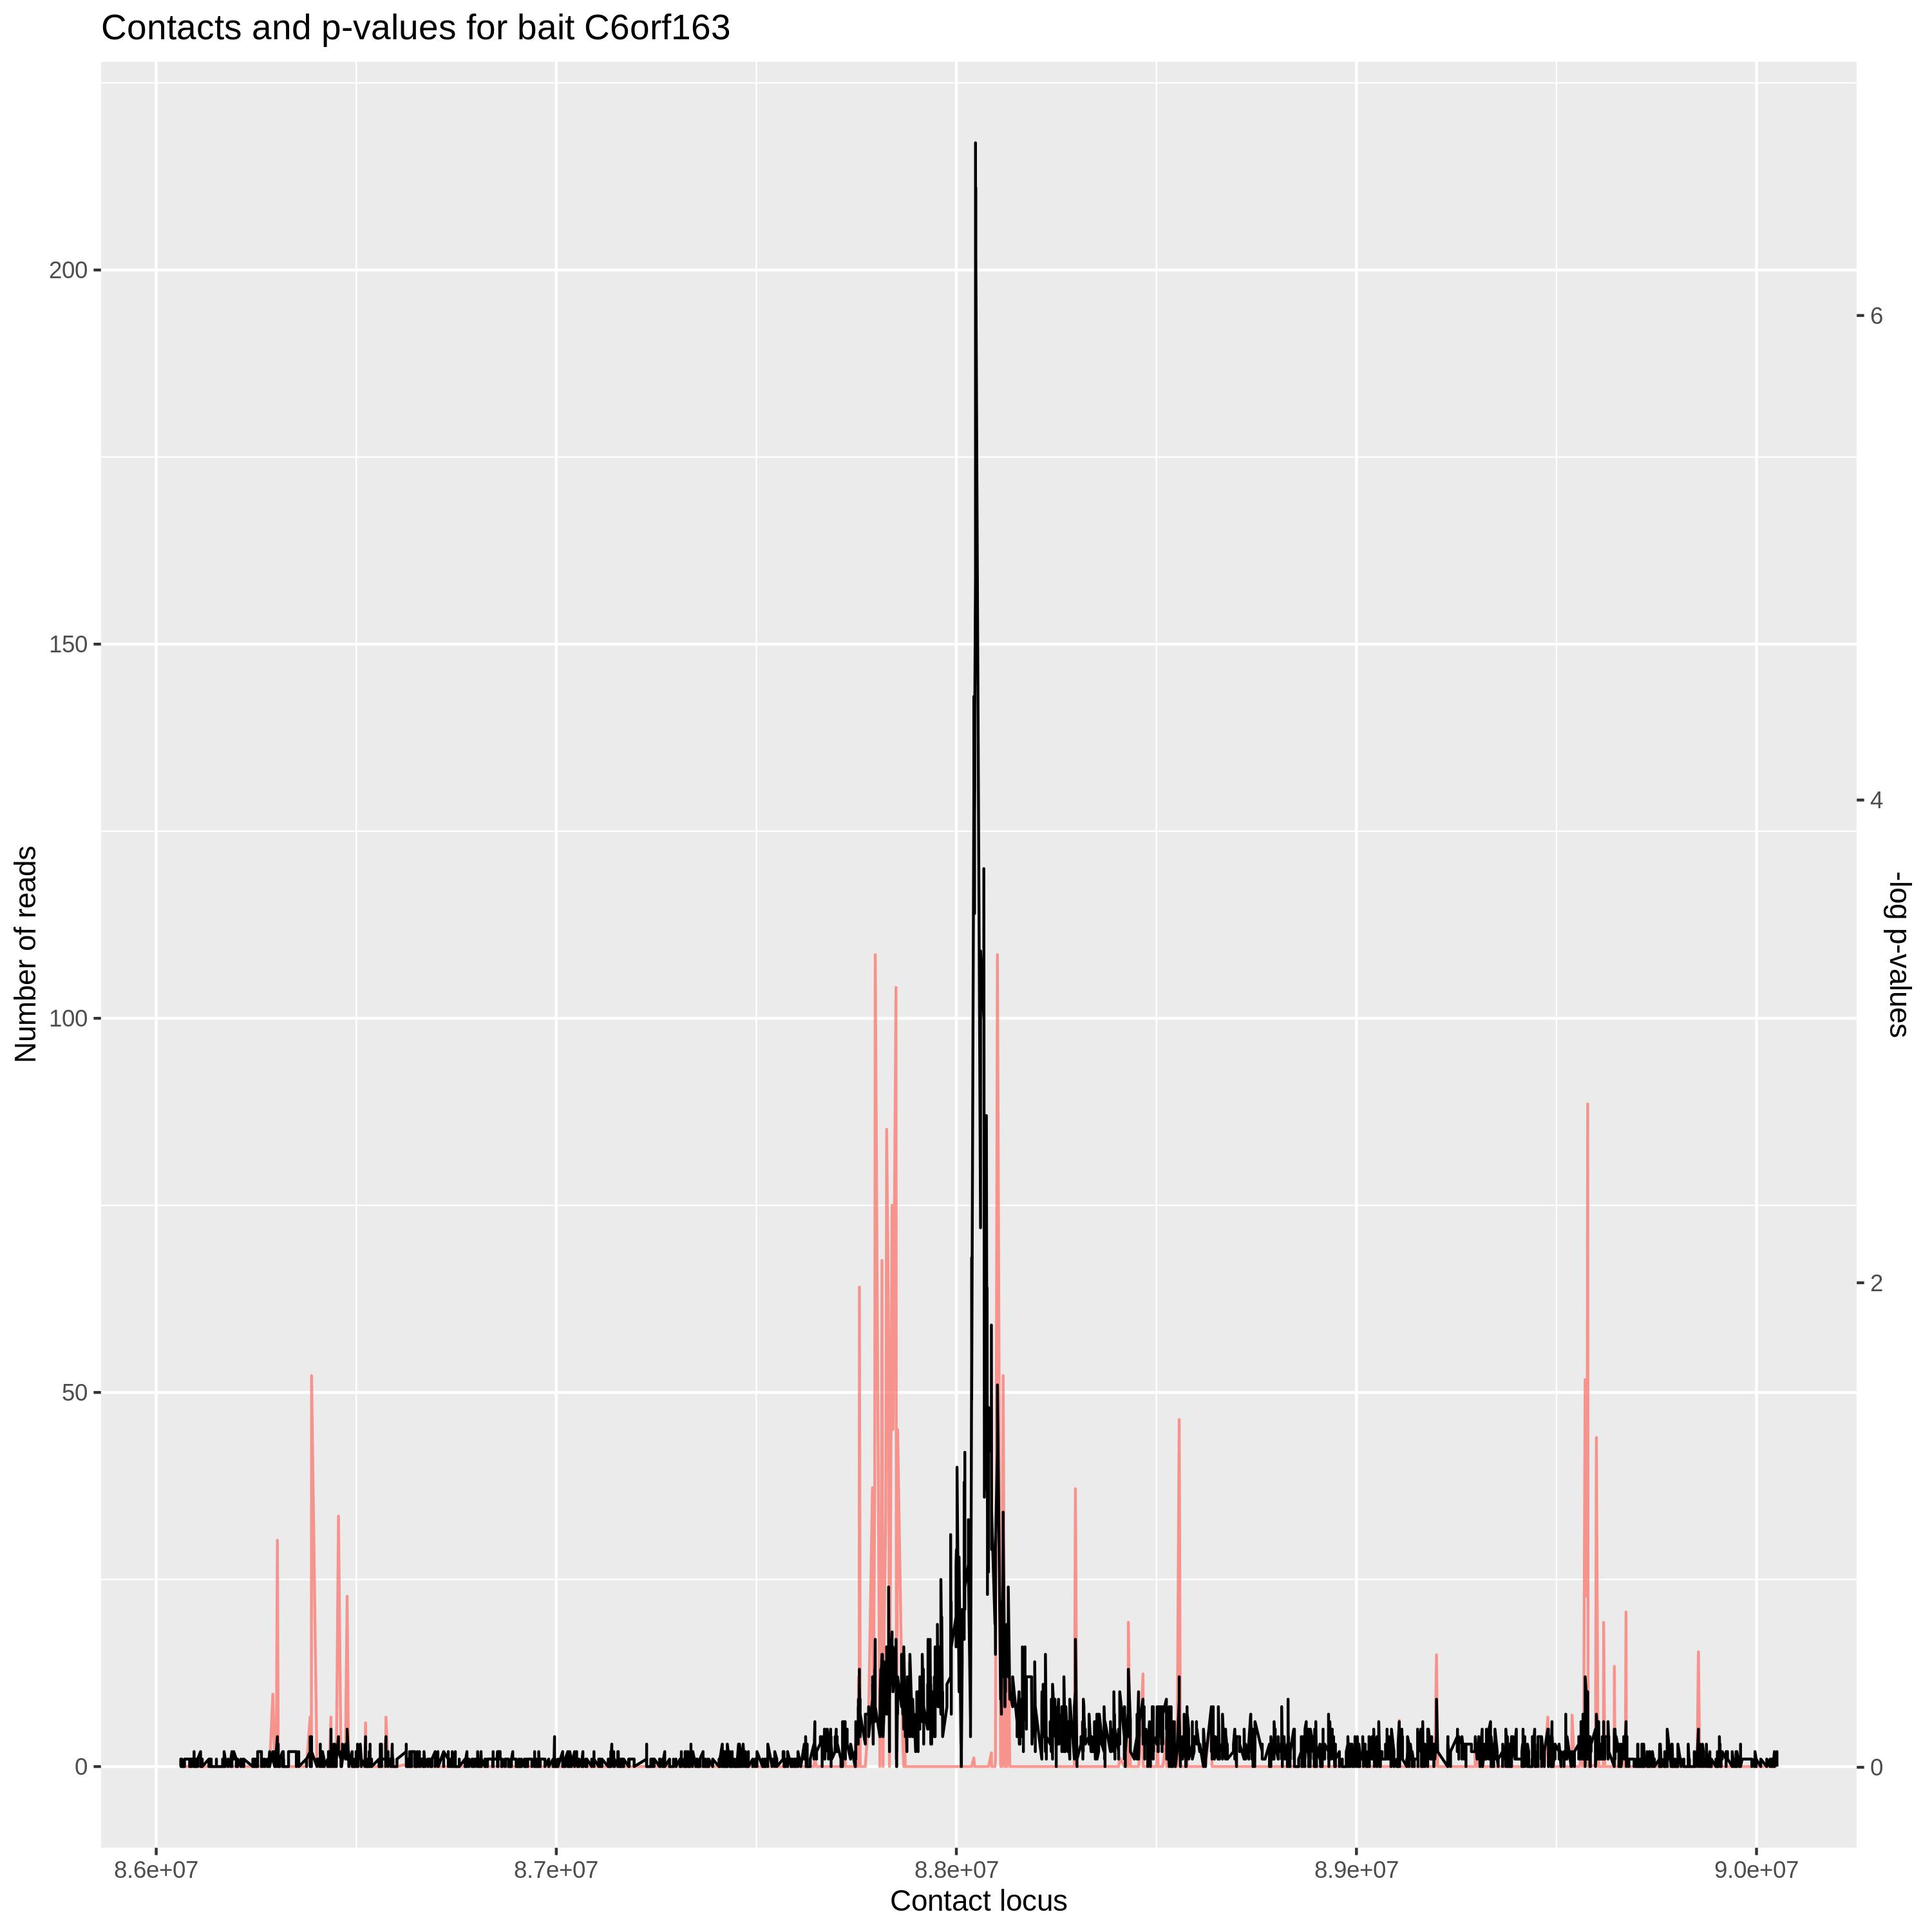 Contacts and p-values for bait C6orf163
200
150
100
50
0
Number of reads
6
4
2
0
-log p-values
8.6e+07
8.7e+07
8.8e+07
8.9e+07
9.0e+07
Contact locus